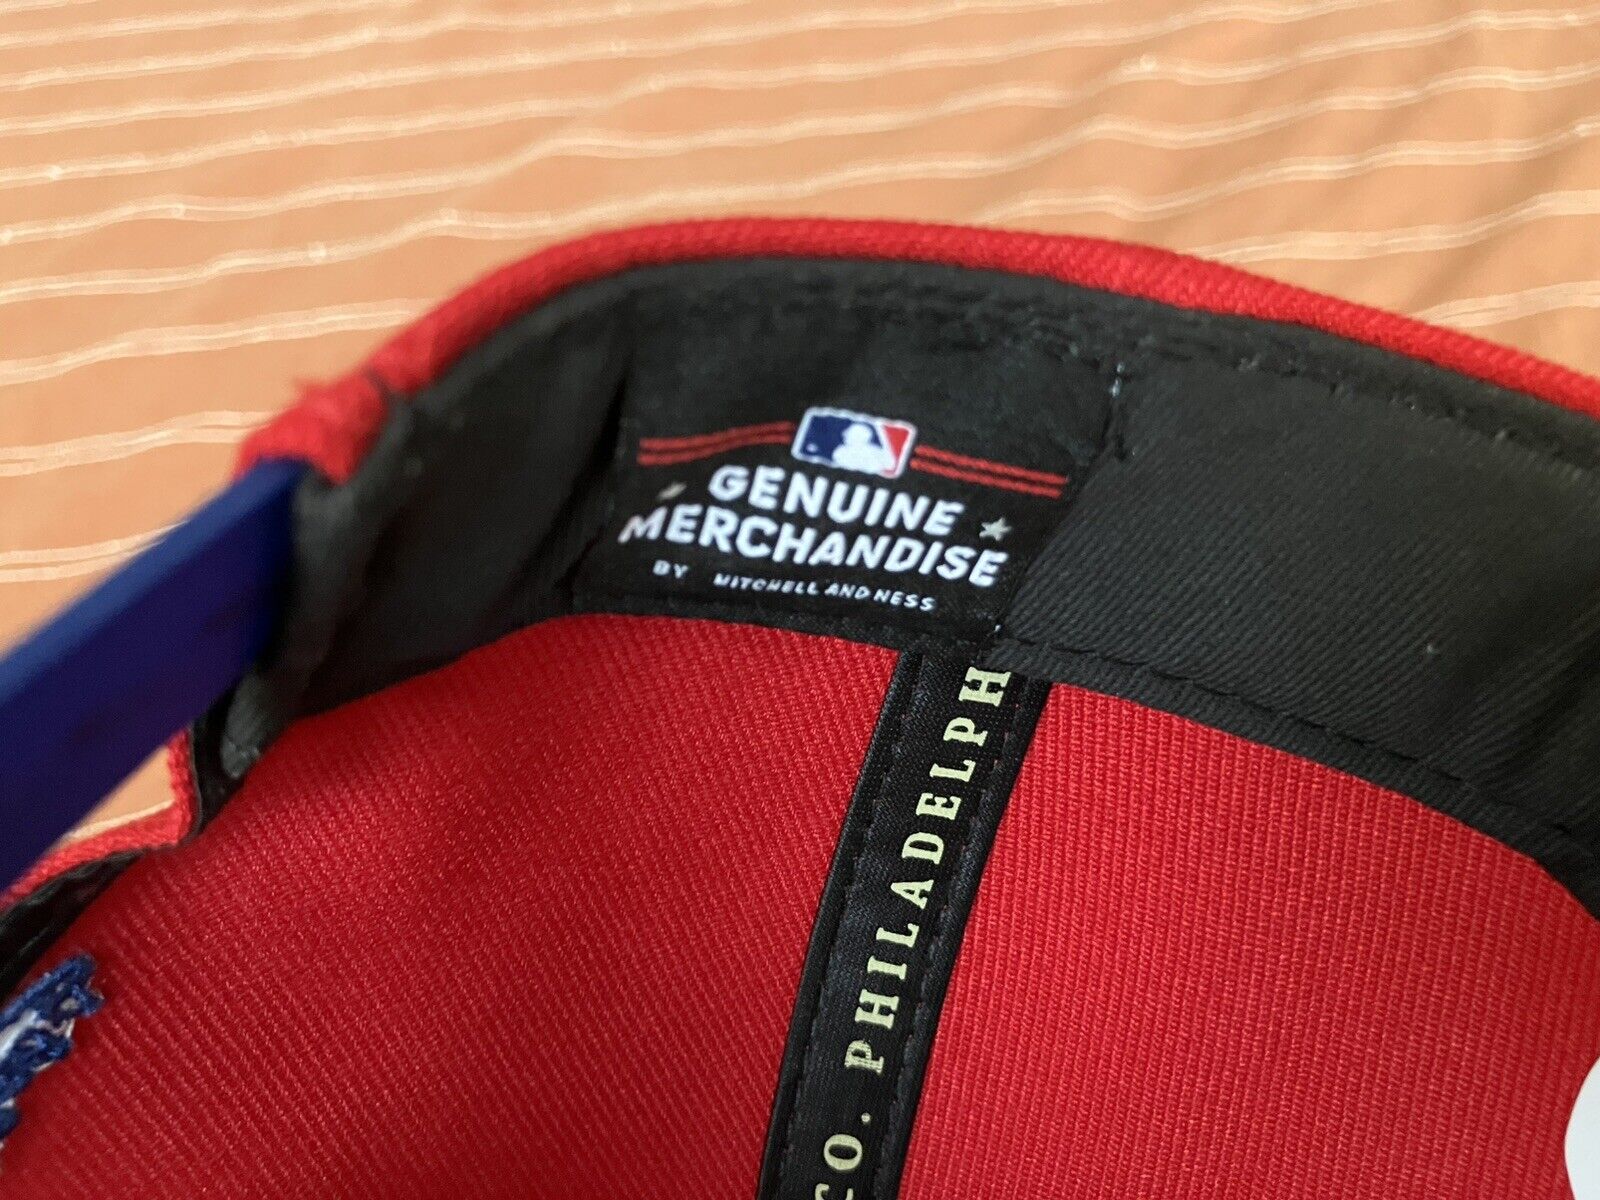 GENUINE
MERCHANDISE
BY MITCHELL AND NESS
CO. PHILADELPH